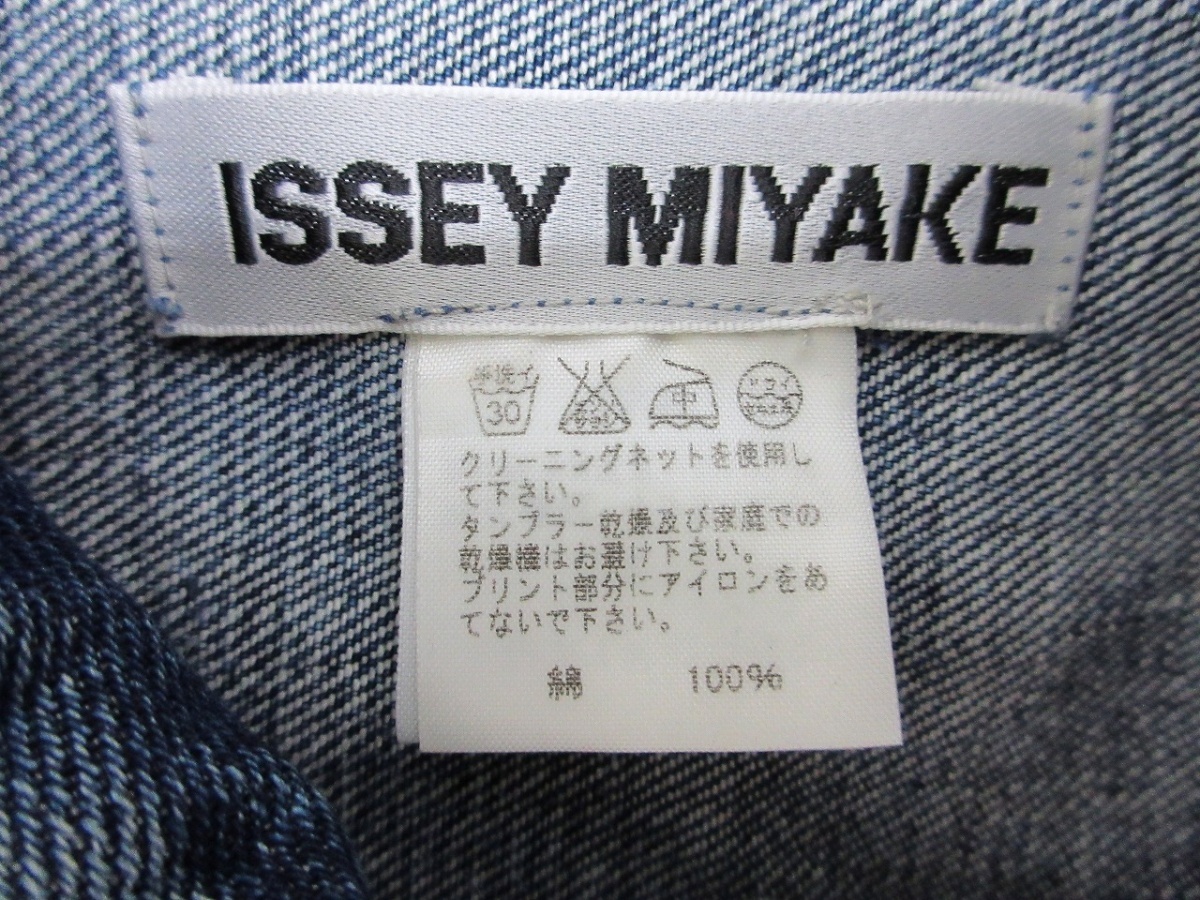 ISSEY MIYAKE
手洗イ
30
中
ドライ
クリーニングネットを使用し
て下さい。
タンブラー乾燥及び家庭での
乾燥機はお避け下さい。
プリント部分にアイロンをあ
てないで下さい。
綿 100%